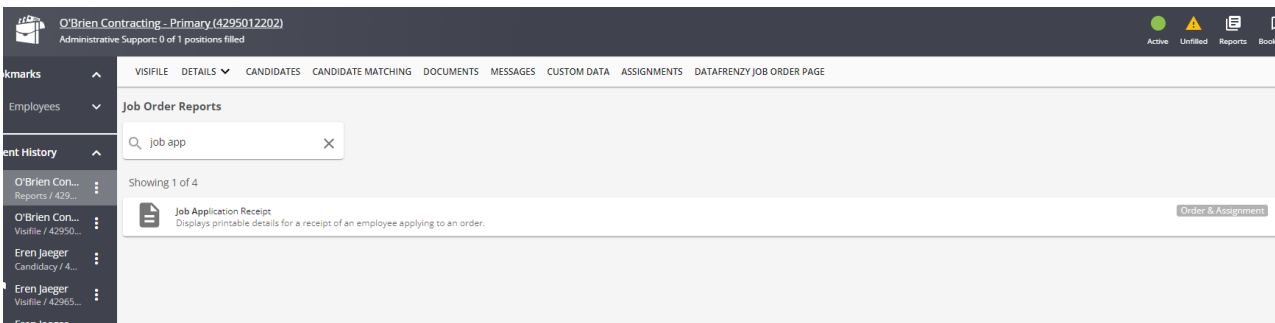 O'Brien Contracting - Primary (4295012202)
Administrative Support: 0 of 1 positions filled
Active Unfilled Reports Book
okmarks
Employees
ent History
O'Brien Con...
Reports / 429...
O'Brien Con...
Visifile / 42950...
Eren Jaeger
Candidacy / 4...
Eren Jaeger
Visifile / 42965...
Eren Jaeger
VISIFILE DETAILS CANDIDATES CANDIDATE MATCHING DOCUMENTS MESSAGES CUSTOM DATA ASSIGNMENTS DATAFRENZY JOB ORDER PAGE
Job Order Reports
job app
Showing 1 of 4
Job Application Receipt
Displays printable details for a receipt of an employee applying to an order.
Order & Assignment